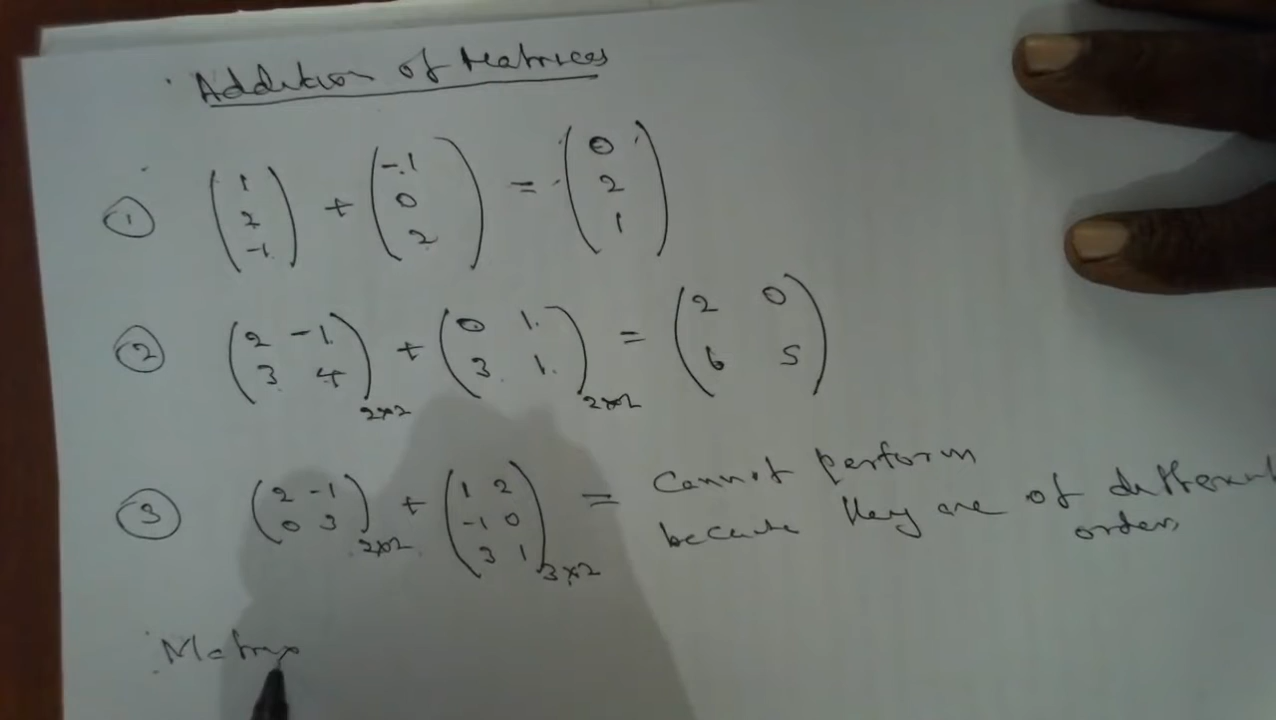 Addition of Matrices
① (1 2 -1) + (-1 0 2) = (0 2 1)
② (2 -1 3 4) 2×2 + (0 1 3 1) 2×2 = (2 0 6 5)
③ (2 -1 0 3) 2×2 + (1 2 -1 0 3 1) 3×2 = Cannot perform
because they are of different
orders
Matrix